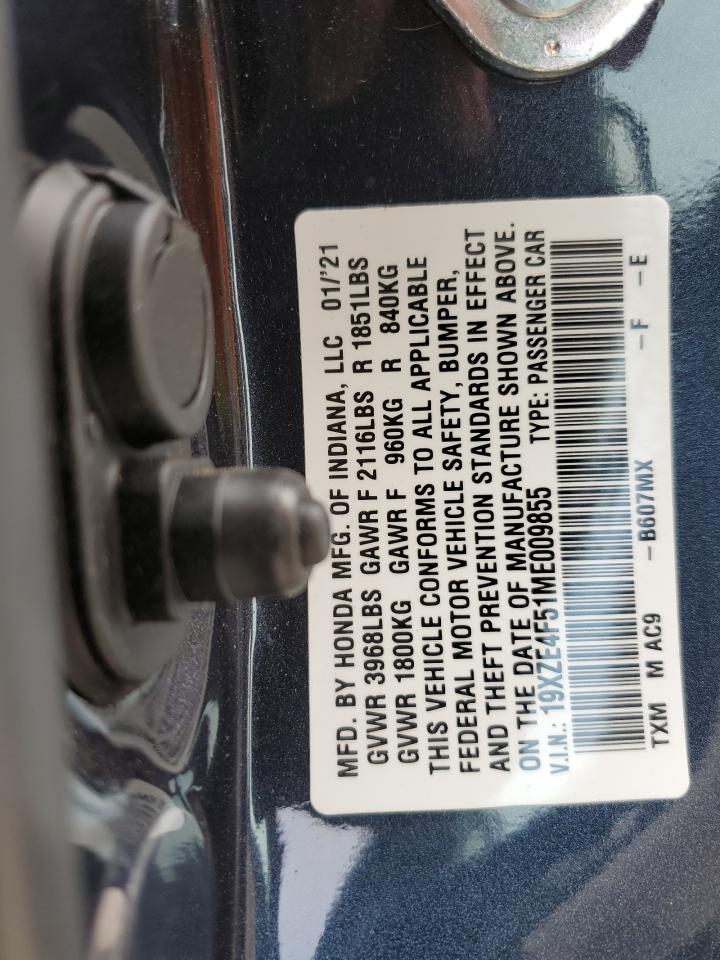 MFD. BY HONDA MFG. OF INDIANA, LLC 01/'21
GVWR 3968LBS GAWR F 2116LBS R 1851LBS
GVWR 1800KG GAWR F 960KG R 840KG
THIS VEHICLE CONFORMS TO ALL APPLICABLE
FEDERAL MOTOR VEHICLE SAFETY, BUMPER,
AND THEFT PREVENTION STANDARDS IN EFFECT
ON THE DATE OF MANUFACTURE SHOWN ABOVE.
V.I.N.: 19XZE4F51ME009855 TYPE: PASSENGER CAR
TXM M AC9 -B607MX -F -E